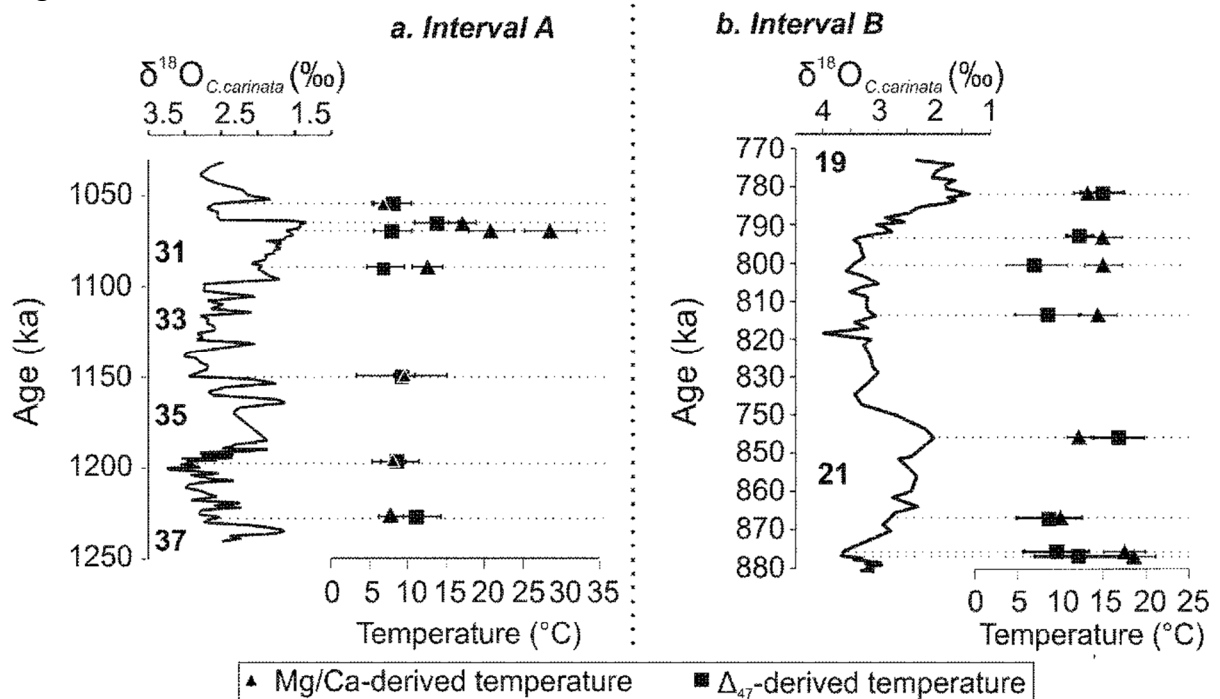 a. Interval A
δ¹⁸O C.carinata (‰)
3.5 2.5 1.5
1050
1100
1150
1200
1250
Age (ka)
31
33
35
37
0 5 10 15 20 25 30 35
Temperature (°C)
b. Interval B
δ¹⁸O C.carinata (‰)
4 3 2 1
770
780
790
800
810
820
830
750
850
860
870
880
Age (ka)
19
21
0 5 10 15 20 25
Temperature (°C)
▲ Mg/Ca-derived temperature ■ Δ₄₇-derived temperature